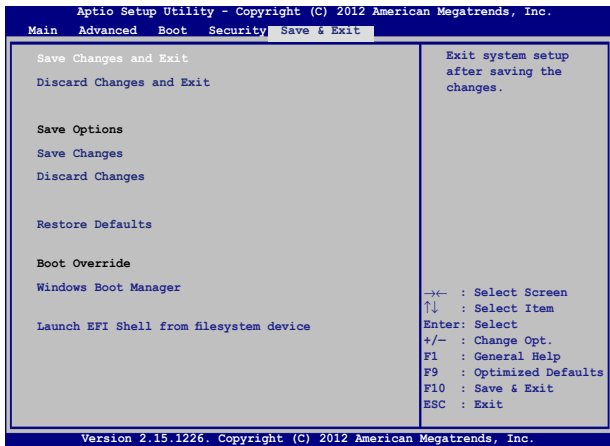 Aptio Setup Utility - Copyright (C) 2012 American Megatrends, Inc.
Main Advanced Boot Security Save & Exit
Save Changes and Exit
Discard Changes and Exit
Save Options
Save Changes
Discard Changes
Restore Defaults
Boot Override
Windows Boot Manager
Launch EFI Shell from filesystem device
Exit system setup
after saving the
changes.
→← : Select Screen
↑↓ : Select Item
Enter: Select
+/— : Change Opt.
F1 : General Help
F9 : Optimized Defaults
F10 : Save & Exit
ESC : Exit
Version 2.15.1226. Copyright (C) 2012 American Megatrends, Inc.